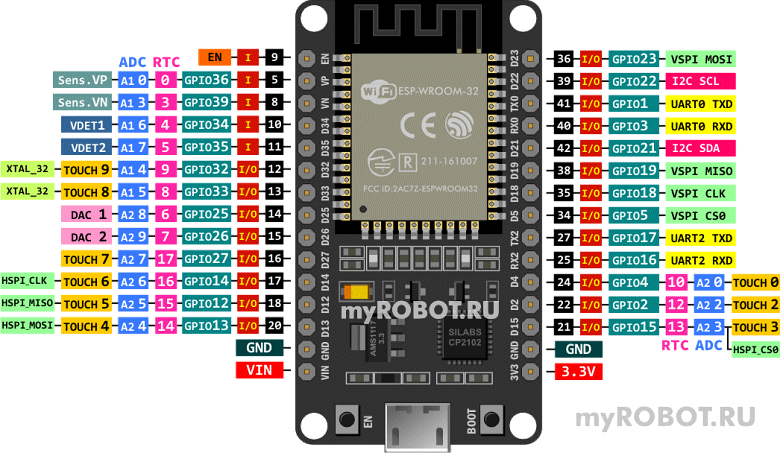 ADC RTC EN I 9 EN D23 36 I/O GPIO23 VSPI MOSI
Sens.VP A1 0 0 GPIO36 I 5 VP D22 39 I/O GPIO22 I2C SCL
Sens.VN A1 3 3 GPIO39 I 8 VN TX0 41 I/O GPIO1 UART0 TXD
VDET1 A1 6 4 GPIO34 I 10 D34 RX0 40 I/O GPIO3 UART0 RXD
VDET2 A1 7 5 GPIO35 I 11 D35 D21 42 I/O GPIO21 I2C SDA
XTAL_32 TOUCH 9 A1 4 9 GPIO32 I/O 12 D32 D19 38 I/O GPIO19 VSPI MISO
XTAL_32 TOUCH 8 A1 5 8 GPIO33 I/O 13 D33 D18 35 I/O GPIO18 VSPI CLK
DAC 1 A2 8 6 GPIO25 I/O 14 D25 D5 34 I/O GPIO5 VSPI CS0
DAC 2 A2 9 7 GPIO26 I/O 15 D26 TX2 27 I/O GPIO17 UART2 TXD
TOUCH 7 A2 7 17 GPIO27 I/O 16 D27 RX2 25 I/O GPIO16 UART2 RXD
HSPI_CLK TOUCH 6 A2 6 16 GPIO14 I/O 17 D14 D4 24 I/O GPIO4 10 A2 0 TOUCH 0
HSPI_MISO TOUCH 5 A2 5 15 GPIO12 I/O 18 D12 D2 22 I/O GPIO2 12 A2 2 TOUCH 2
HSPI_MOSI TOUCH 4 A2 4 14 GPIO13 I/O 20 D13 D15 21 I/O GPIO15 13 A2 3 TOUCH 3
GND GND GND GND RTC ADC HSPI_CS0
VIN VIN 3V3 3.3V
WiFi ESP-WROOM-32
CE
R 211-161007
FCC ID:2AC7Z-ESPWROOM32
myROBOT.RU
AMS1117
3.3
SILABS
CP2102
EN BOOT
myROBOT.RU